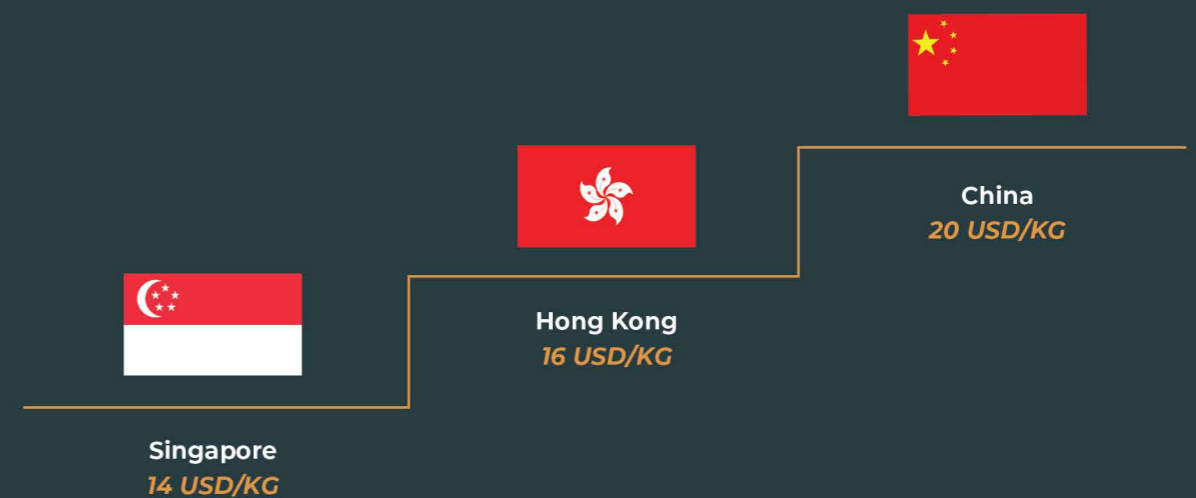 China
20 USD/KG
Hong Kong
16 USD/KG
Singapore
14 USD/KG